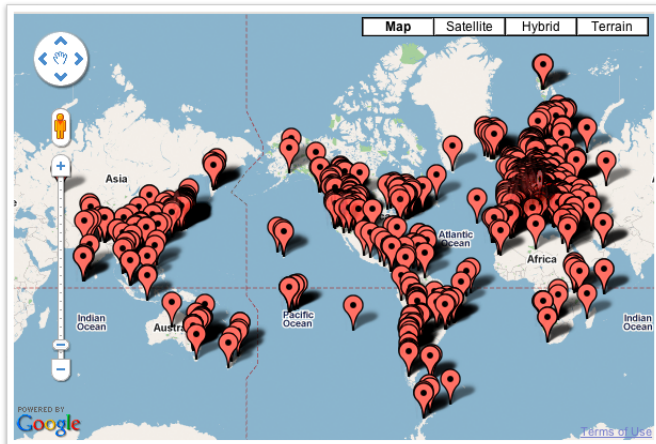 Map Satellite Hybrid Terrain
Asia
Atlantic
Ocean
Africa
Indian
Ocean
Pacific
Ocean
Indian
Ocean
POWERED BY
Google
Terms of Use